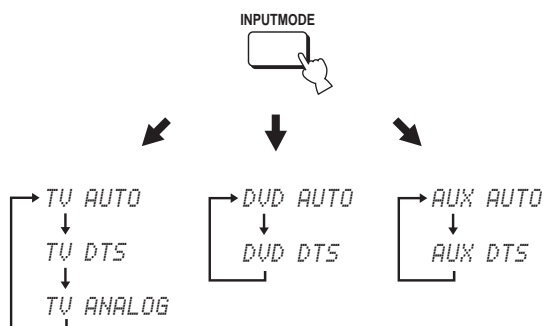 INPUTMODE
TV AUTO
TV DTS
TV ANALOG
DVD AUTO
DVD DTS
AUX AUTO
AUX DTS